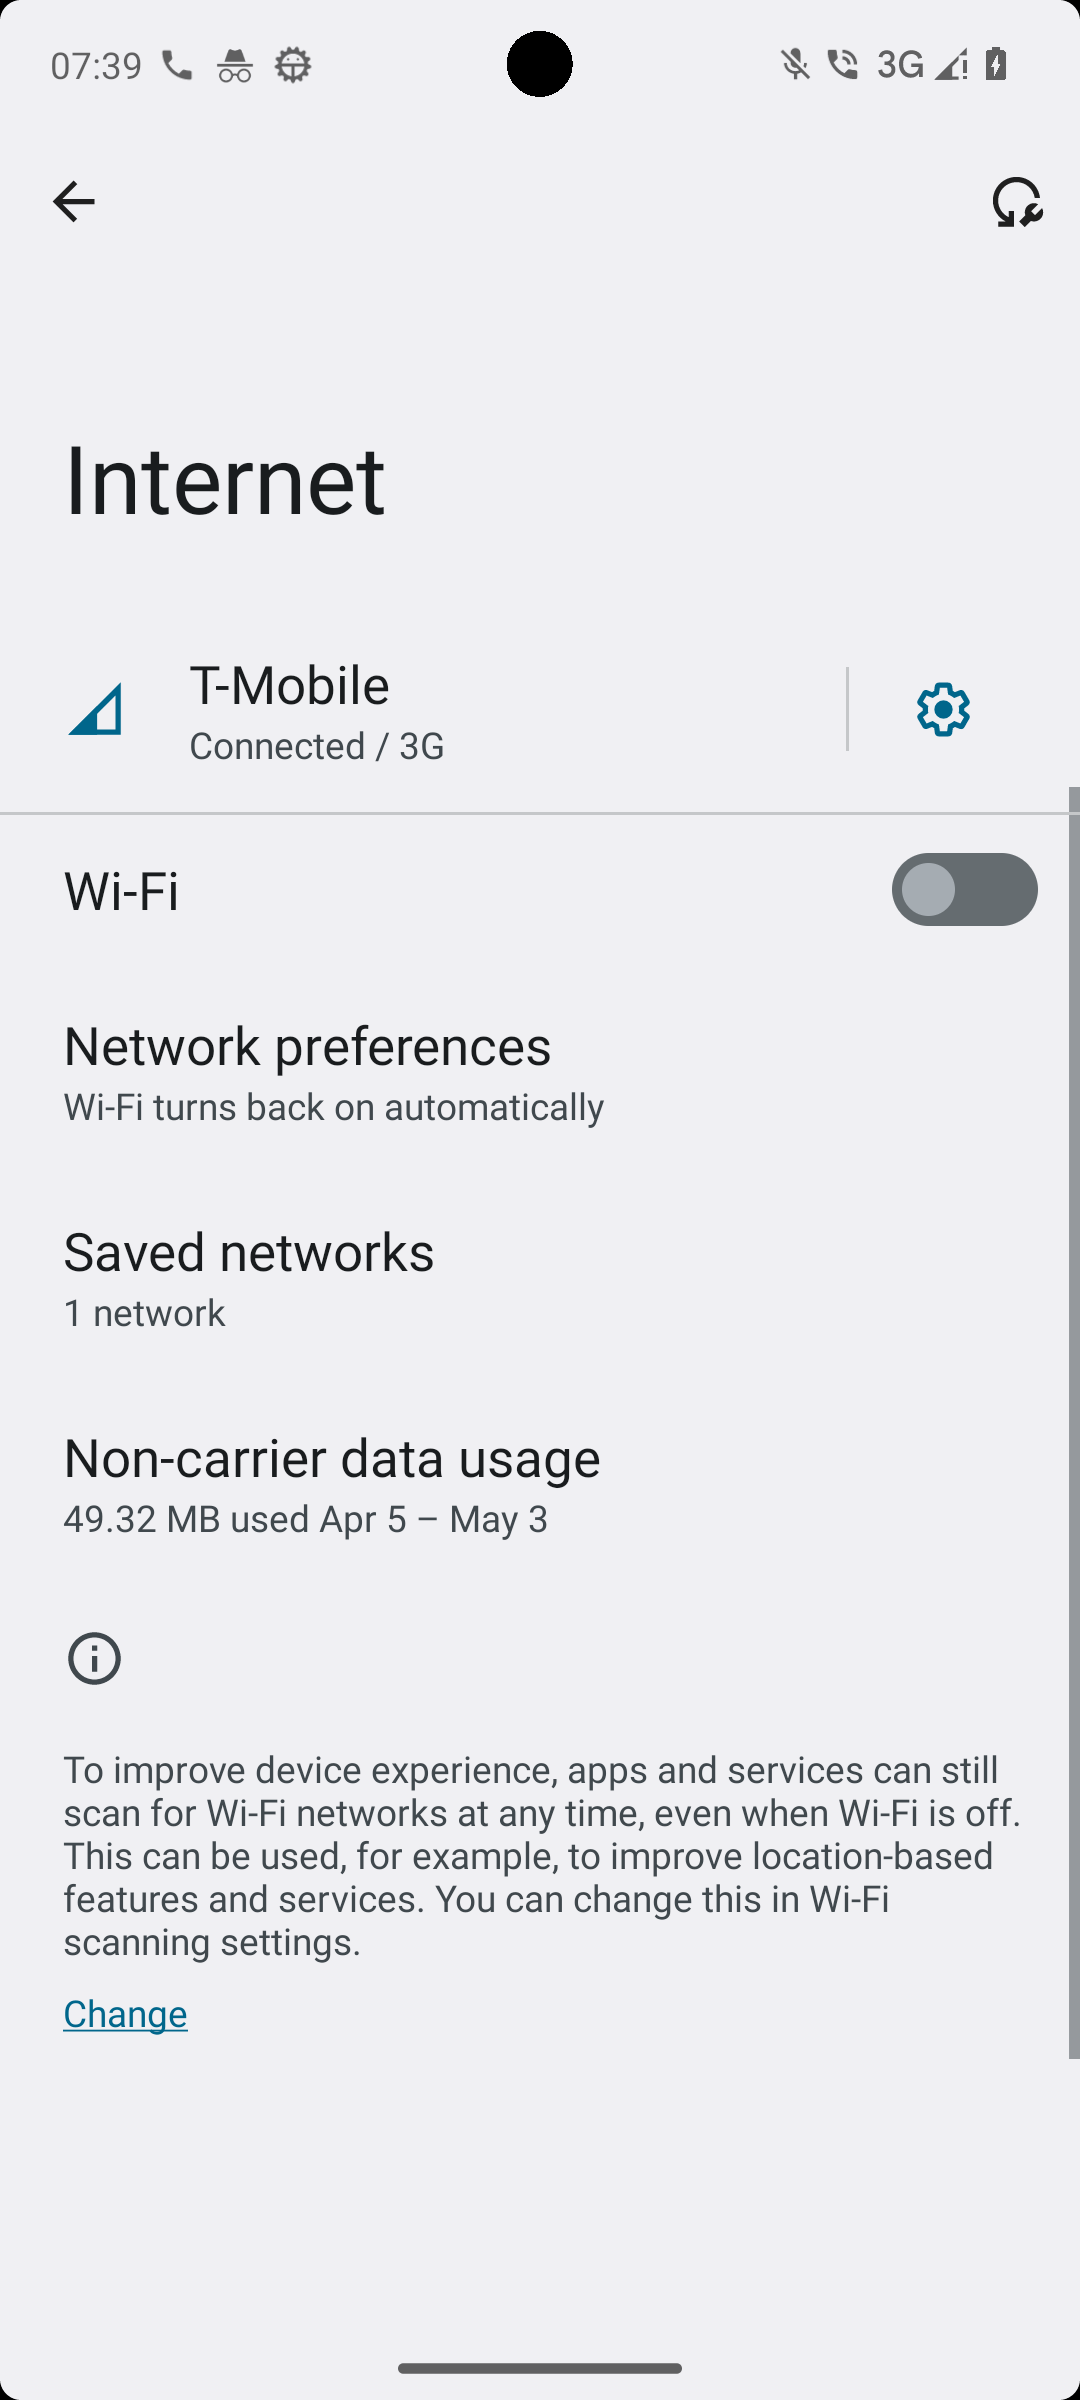 07:39
3G
Internet
T-Mobile
Connected / 3G
Wi-Fi
Network preferences
Wi-Fi turns back on automatically
Saved networks
1 network
Non-carrier data usage
49.32 MB used Apr 5 – May 3
To improve device experience, apps and services can still
scan for Wi-Fi networks at any time, even when Wi-Fi is off.
This can be used, for example, to improve location-based
features and services. You can change this in Wi-Fi
scanning settings.
Change